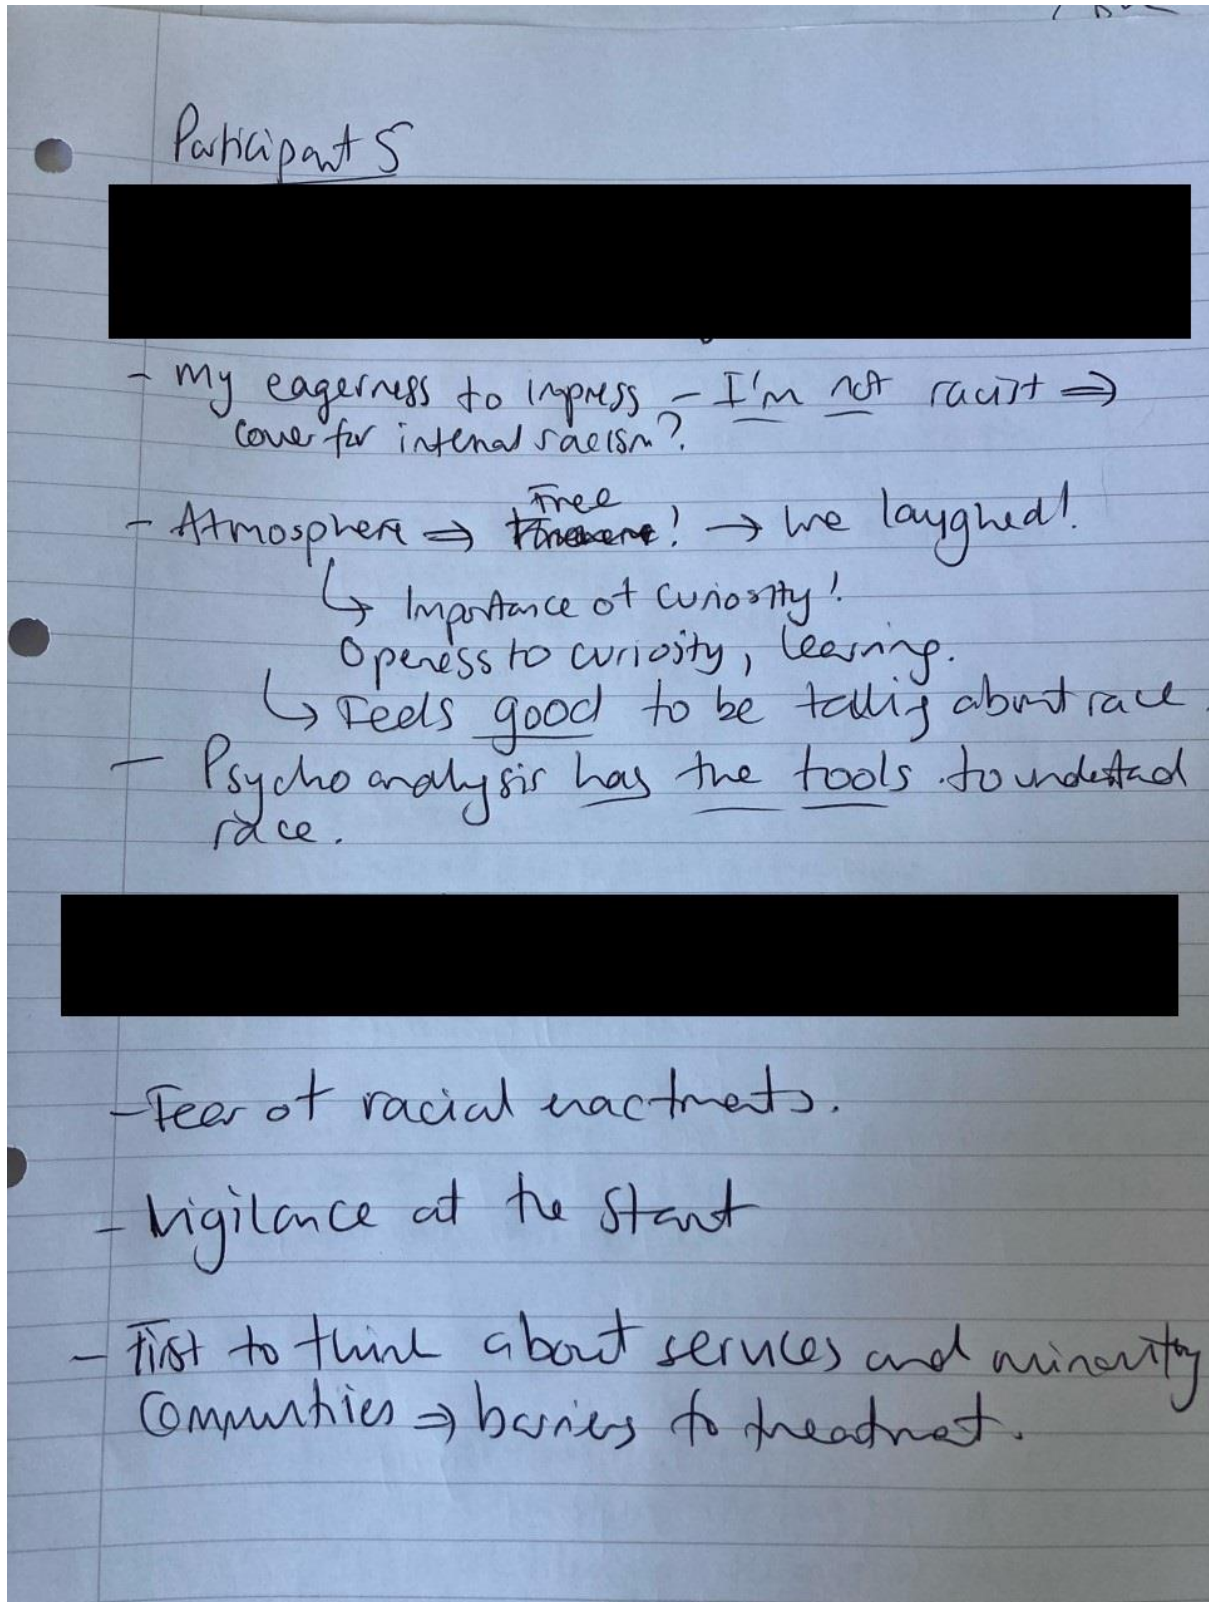 Participant 5
- My eagerness to impress - I'm not racist ⇒
cover for internal racism?
- Atmosphere ⇒ Free ! → We laughed!
↳ Importance of curiosity!
Openess to curiosity, learning.
↳ Feels good to be talkig about race.
- Psychoanalysis has the tools to undestad
race.
- Fear of racial enactments.
- Vigilance at the start
- First to think about services and minority
Communities ⇒ barriers to treatment.